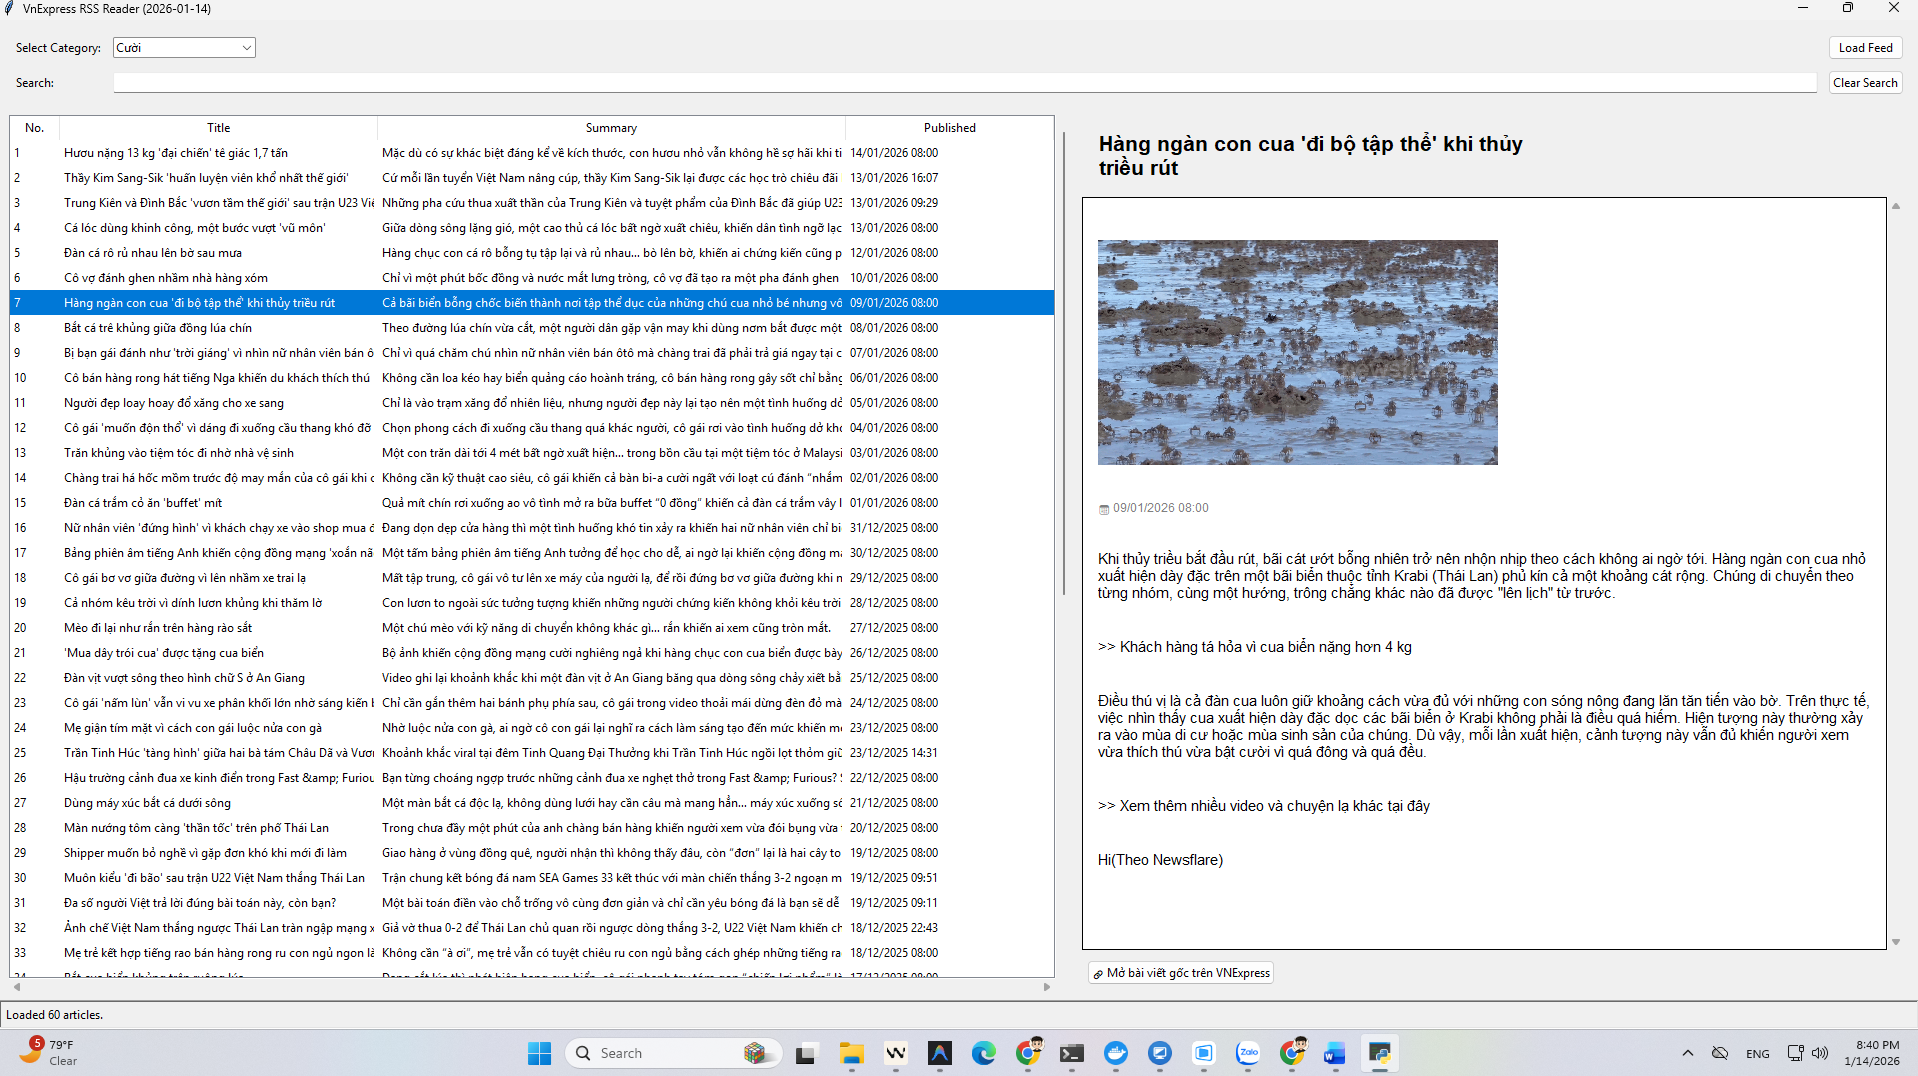 VnExpress RSS Reader (2026-01-14)
Select Category: Cười Load Feed
Search: Clear Search
No. Title Summary Published
1 Hươu nặng 13 kg 'đại chiến' tê giác 1,7 tấn Mặc dù có sự khác biệt đáng kể về kích thước, con hươu nhỏ vẫn không hề sợ hãi khi ti 14/01/2026 08:00
2 Thầy Kim Sang-Sik 'huấn luyện viên khổ nhất thế giới' Cứ mỗi lần tuyển Việt Nam nâng cúp, thầy Kim Sang-Sik lại được các học trò chiêu đãi 13/01/2026 16:07
3 Trung Kiên và Đình Bắc 'vươn tầm thế giới' sau trận U23 Việ Những pha cứu thua xuất thần của Trung Kiên và tuyệt phẩm của Đình Bắc đã giúp U23 13/01/2026 09:29
4 Cá lóc dùng khinh công, một bước vượt 'vũ môn' Giữa dòng sông lặng gió, một cao thủ cá lóc bất ngờ xuất chiêu, khiến dân tình ngỡ lạc 13/01/2026 08:00
5 Đàn cá rô rủ nhau lên bờ sau mưa Hàng chục con cá rô bỗng tụ tập lại và rủ nhau... bò lên bờ, khiến ai chứng kiến cũng p 12/01/2026 08:00
6 Cô vợ đánh ghen nhầm nhà hàng xóm Chỉ vì một phút bốc đồng và nước mắt lưng tròng, cô vợ đã tạo ra một pha đánh ghen 10/01/2026 08:00
7 Hàng ngàn con cua 'đi bộ tập thể' khi thủy triều rút Cả bãi biển bỗng chốc biến thành nơi tập thể dục của những chú cua nhỏ bé nhưng vô 09/01/2026 08:00
8 Bắt cá trê khủng giữa đồng lúa chín Theo đường lúa chín vừa cắt, một người dân gặp vận may khi dùng nơm bắt được một 08/01/2026 08:00
9 Bị bạn gái đánh như 'trời giáng' vì nhìn nữ nhân viên bán ô Chỉ vì quá chăm chú nhìn nữ nhân viên bán ôtô mà chàng trai đã phải trả giá ngay tại c 07/01/2026 08:00
10 Cô bán hàng rong hát tiếng Nga khiến du khách thích thú Không cần loa kéo hay biển quảng cáo hoành tráng, cô bán hàng rong gây sốt chỉ bằng 06/01/2026 08:00
11 Người đẹp loay hoay đổ xăng cho xe sang Chỉ là vào trạm xăng đổ nhiên liệu, nhưng người đẹp này lại tạo nên một tình huống dở 05/01/2026 08:00
12 Cô gái 'muốn độn thổ' vì dáng đi xuống cầu thang khó đỡ Chọn phong cách đi xuống cầu thang quá khác người, cô gái rơi vào tình huống dở khó 04/01/2026 08:00
13 Trăn khủng vào tiệm tóc đi nhờ nhà vệ sinh Một con trăn dài tới 4 mét bất ngờ xuất hiện... trong bồn cầu tại một tiệm tóc ở Malaysi 03/01/2026 08:00
14 Chàng trai há hốc mồm trước độ may mắn của cô gái khi c Không cần kỹ thuật cao siêu, cô gái khiến cả bàn bi-a cười ngất với loạt cú đánh “nhắm 02/01/2026 08:00
15 Đàn cá trắm cỏ ăn 'buffet' mít Quả mít chín rơi xuống ao vô tình mở ra bữa buffet “0 đồng” khiến cả đàn cá trắm vây l 01/01/2026 08:00
16 Nữ nhân viên 'đứng hình' vì khách chạy xe vào shop mua đ Đang dọn dẹp cửa hàng thì một tình huống khó tin xảy ra khiến hai nữ nhân viên chỉ bi 31/12/2025 08:00
17 Bảng phiên âm tiếng Anh khiến cộng đồng mạng 'xoắn nã Một tấm bảng phiên âm tiếng Anh tưởng để học cho dễ, ai ngờ lại khiến cộng đồng mạ 30/12/2025 08:00
18 Cô gái bơ vơ giữa đường vì lên nhầm xe trai lạ Mất tập trung, cô gái vô tư lên xe máy của người lạ, để rồi đứng bơ vơ giữa đường khi n 29/12/2025 08:00
19 Cả nhóm kêu trời vì dính lươn khủng khi thăm lờ Con lươn to ngoài sức tưởng tượng khiến những người chứng kiến không khỏi kêu trời 28/12/2025 08:00
20 Mèo đi lại như rắn trên hàng rào sắt Một chú mèo với kỹ năng di chuyển không khác gì... rắn khiến ai xem cũng tròn mắt. 27/12/2025 08:00
21 'Mua dây trói cua' được tặng cua biển Bộ ảnh khiến cộng đồng mạng cười nghiêng ngả khi hàng chục con cua biển được bày 26/12/2025 08:00
22 Đàn vịt vượt sông theo hình chữ S ở An Giang Video ghi lại khoảnh khắc khi một đàn vịt ở An Giang băng qua dòng sông chảy xiết bằ 25/12/2025 08:00
23 Cô gái 'nấm lùn' vẫn vi vu xe phân khối lớn nhờ sáng kiến b Chỉ cần gắn thêm hai bánh phụ phía sau, cô gái trong video thoải mái dừng đèn đỏ mà 24/12/2025 08:00
24 Mẹ giận tím mặt vì cách con gái luộc nửa con gà Nhờ luộc nửa con gà, ai ngờ cô con gái lại nghĩ ra cách làm sáng tạo đến mức khiến mẹ 23/12/2025 08:00
25 Trần Tinh Húc 'tàng hình' giữa hai bà tám Châu Dã và Vươn Khoảnh khắc viral tại đêm Tinh Quang Đại Thưởng khi Trần Tinh Húc ngồi lọt thỏm giữ 23/12/2025 14:31
26 Hậu trường cảnh đua xe kinh điển trong Fast &amp; Furiou Bạn từng choáng ngợp trước những cảnh đua xe nghẹt thở trong Fast &amp; Furious? 22/12/2025 08:00
27 Dùng máy xúc bắt cá dưới sông Một màn bắt cá độc lạ, không dùng lưới hay cần câu mà mang hẳn... máy xúc xuống sô 21/12/2025 08:00
28 Màn nướng tôm càng 'thần tốc' trên phố Thái Lan Trong chưa đầy một phút của anh chàng bán hàng khiến người xem vừa đói bụng vừa 20/12/2025 08:00
29 Shipper muốn bỏ nghề vì gặp đơn khó khi mới đi làm Giao hàng ở vùng đồng quê, người nhận thì không thấy đâu, còn “đơn” lại là hai cây to 19/12/2025 08:00
30 Muôn kiểu 'đi bão' sau trận U22 Việt Nam thắng Thái Lan Trận chung kết bóng đá nam SEA Games 33 kết thúc với màn chiến thắng 3-2 ngoạn m 19/12/2025 09:51
31 Đa số người Việt trả lời đúng bài toán này, còn bạn? Một bài toán điền vào chỗ trống vô cùng đơn giản và chỉ cần yêu bóng đá là bạn sẽ dễ 19/12/2025 09:11
32 Ảnh chế Việt Nam thắng ngược Thái Lan tràn ngập mạng x Giả vờ thua 0-2 để Thái Lan chủ quan rồi ngược dòng thắng 3-2, U22 Việt Nam khiến ch 18/12/2025 22:43
33 Mẹ trẻ kết hợp tiếng rao bán hàng rong ru con ngủ ngon là Không cần “à ơi”, mẹ trẻ vẫn có tuyệt chiêu ru con ngủ bằng cách ghép những tiếng ra 18/12/2025 08:00
Hàng ngàn con cua 'đi bộ tập thể' khi thủy
triều rút
09/01/2026 08:00
Khi thủy triều bắt đầu rút, bãi cát ướt bỗng nhiên trở nên nhộn nhịp theo cách không ai ngờ tới. Hàng ngàn con cua nhỏ
xuất hiện dày đặc trên một bãi biển thuộc tỉnh Krabi (Thái Lan) phủ kín cả một khoảng cát rộng. Chúng di chuyển theo
từng nhóm, cùng một hướng, trông chẳng khác nào đã được "lên lịch" từ trước.
>> Khách hàng tá hỏa vì cua biển nặng hơn 4 kg
Điều thú vị là cả đàn cua luôn giữ khoảng cách vừa đủ với những con sóng nông đang lăn tăn tiến vào bờ. Trên thực tế,
việc nhìn thấy cua xuất hiện dày đặc dọc các bãi biển ở Krabi không phải là điều quá hiếm. Hiện tượng này thường xảy
ra vào mùa di cư hoặc mùa sinh sản của chúng. Dù vậy, mỗi lần xuất hiện, cảnh tượng này vẫn đủ khiến người xem
vừa thích thú vừa bật cười vì quá đông và quá đều.
>> Xem thêm nhiều video và chuyện lạ khác tại đây
Hi(Theo Newsflare)
Mở bài viết gốc trên VNExpress
Loaded 60 articles.
5 79°F
Clear
Search
Zalo
ENG
8:40 PM
1/14/2026